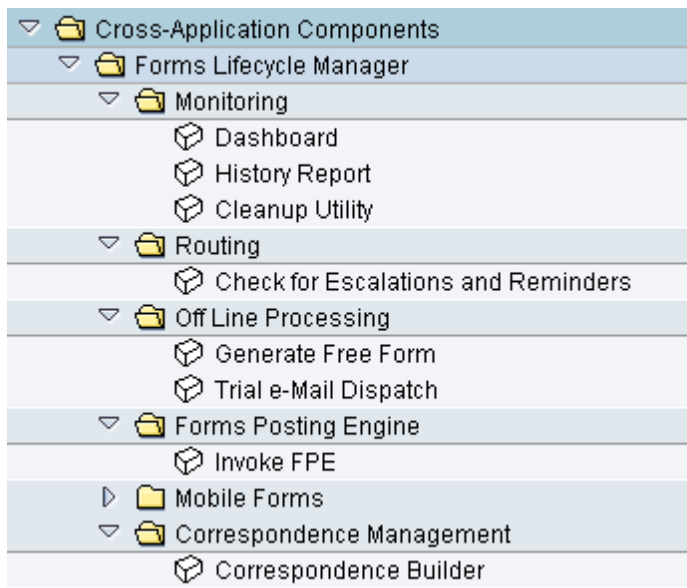 Cross-Application Components
Forms Lifecycle Manager
Monitoring
Dashboard
History Report
Cleanup Utility
Routing
Check for Escalations and Reminders
Off Line Processing
Generate Free Form
Trial e-Mail Dispatch
Forms Posting Engine
Invoke FPE
Mobile Forms
Correspondence Management
Correspondence Builder